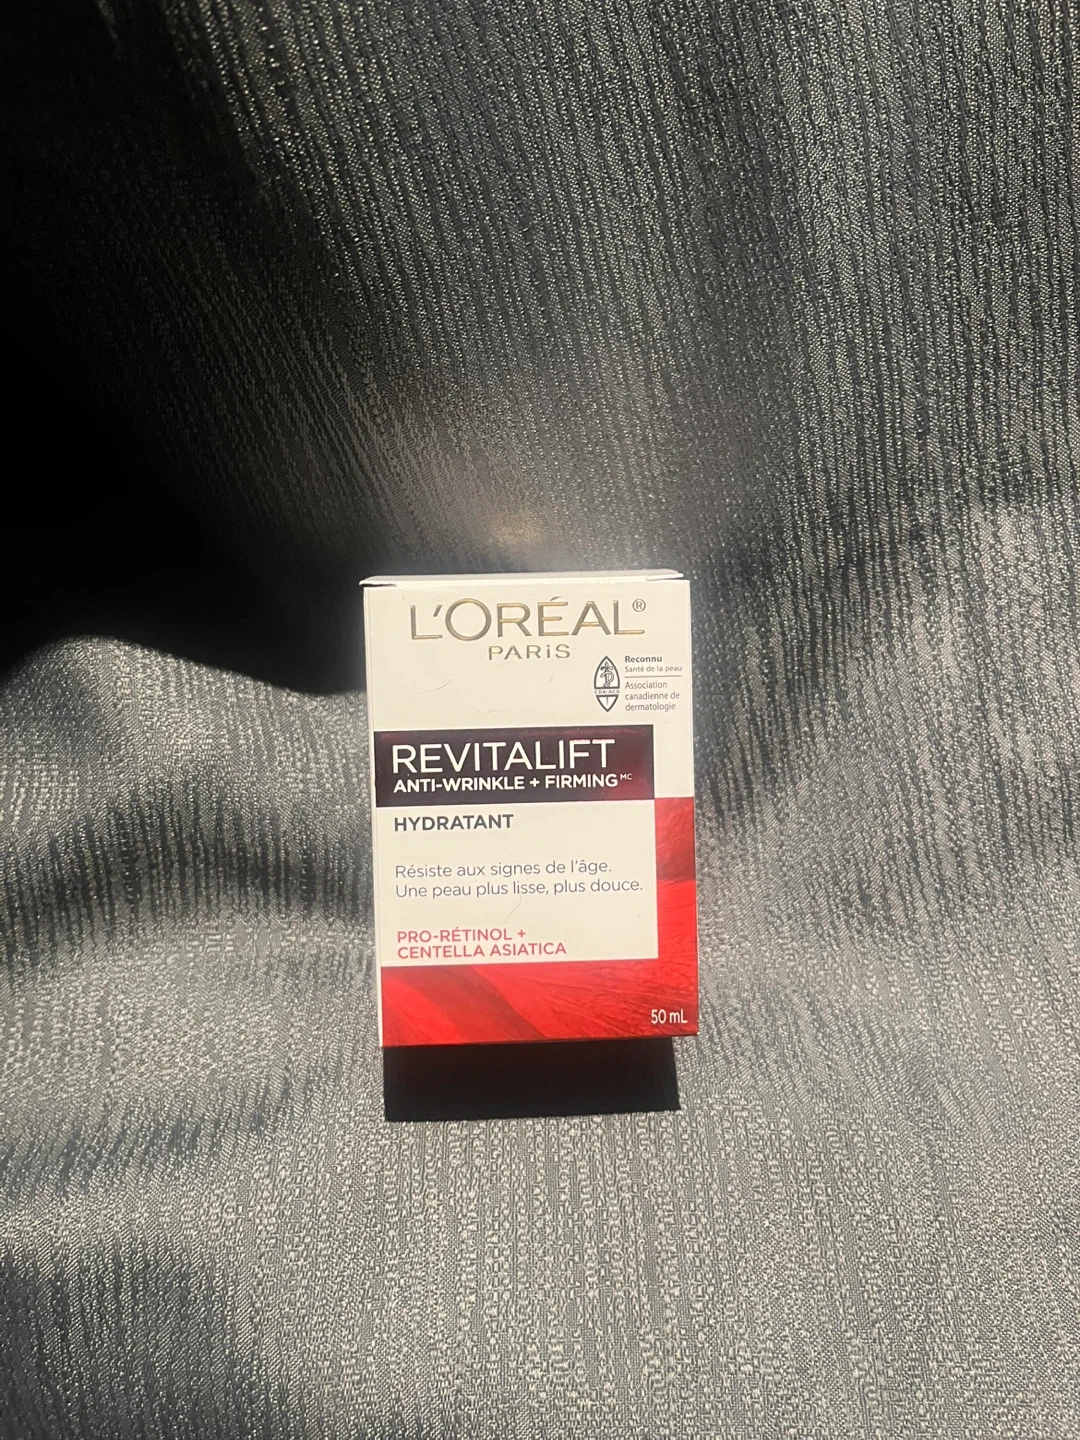 L'ORÉAL®
PARiS
Reconnu
Santé de la peau
Association
canadienne de
dermatologie
REVITALIFT
ANTI-WRINKLE + FIRMING MC
HYDRATANT
Résiste aux signes de l'âge.
Une peau plus lisse, plus douce.
PRO-RÉTINOL +
CENTELLA ASIATICA
50 mL